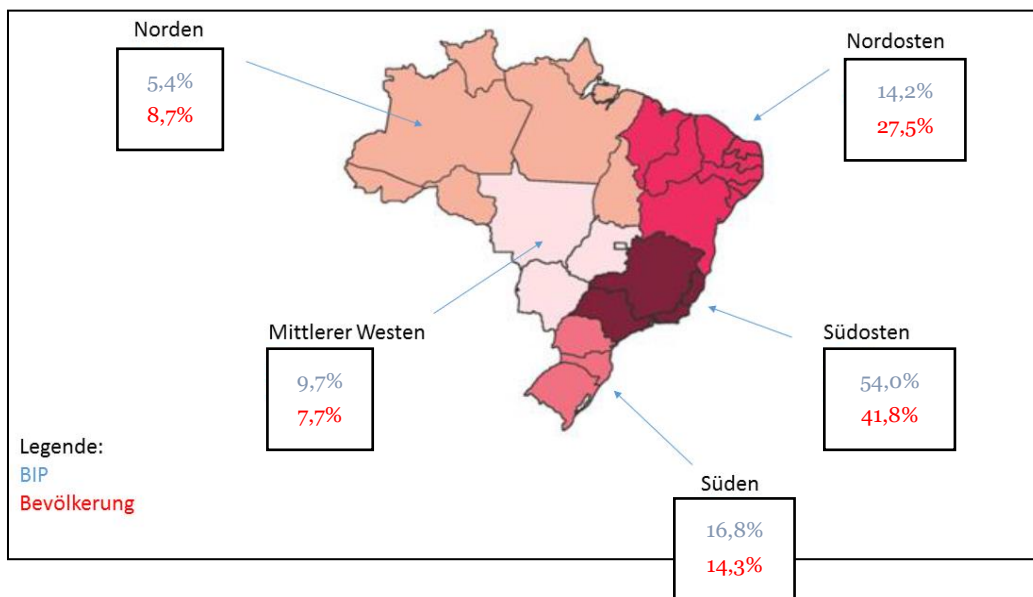 Norden
5,4%
8,7%
Nordosten
14,2%
27,5%
Mittlerer Westen
9,7%
7,7%
Südosten
54,0%
41,8%
Legende:
BIP
Bevölkerung
Süden
16,8%
14,3%